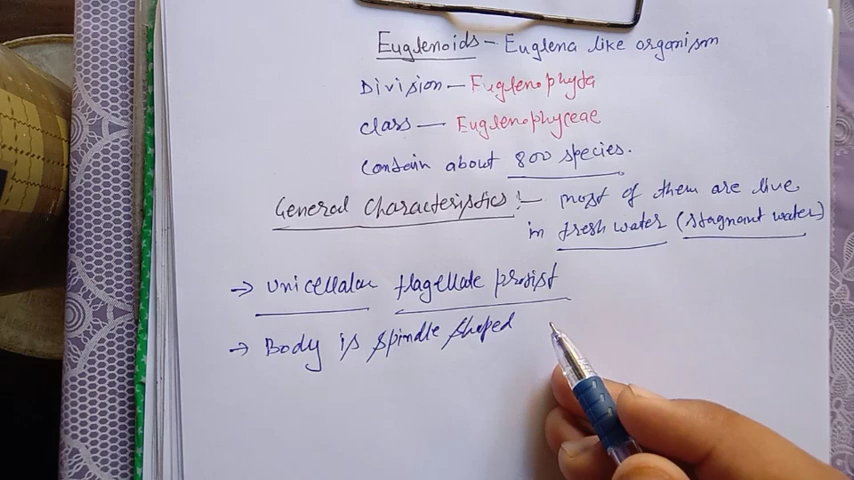 Euglenoids - Euglena like organism
Division - Euglenophyta
class - Euglenophyceae
contain about 800 species.
General Characteristics :- most of them are live
in fresh water (stagnant water)
→ unicellular flagellate protist
→ Body is spindle shaped